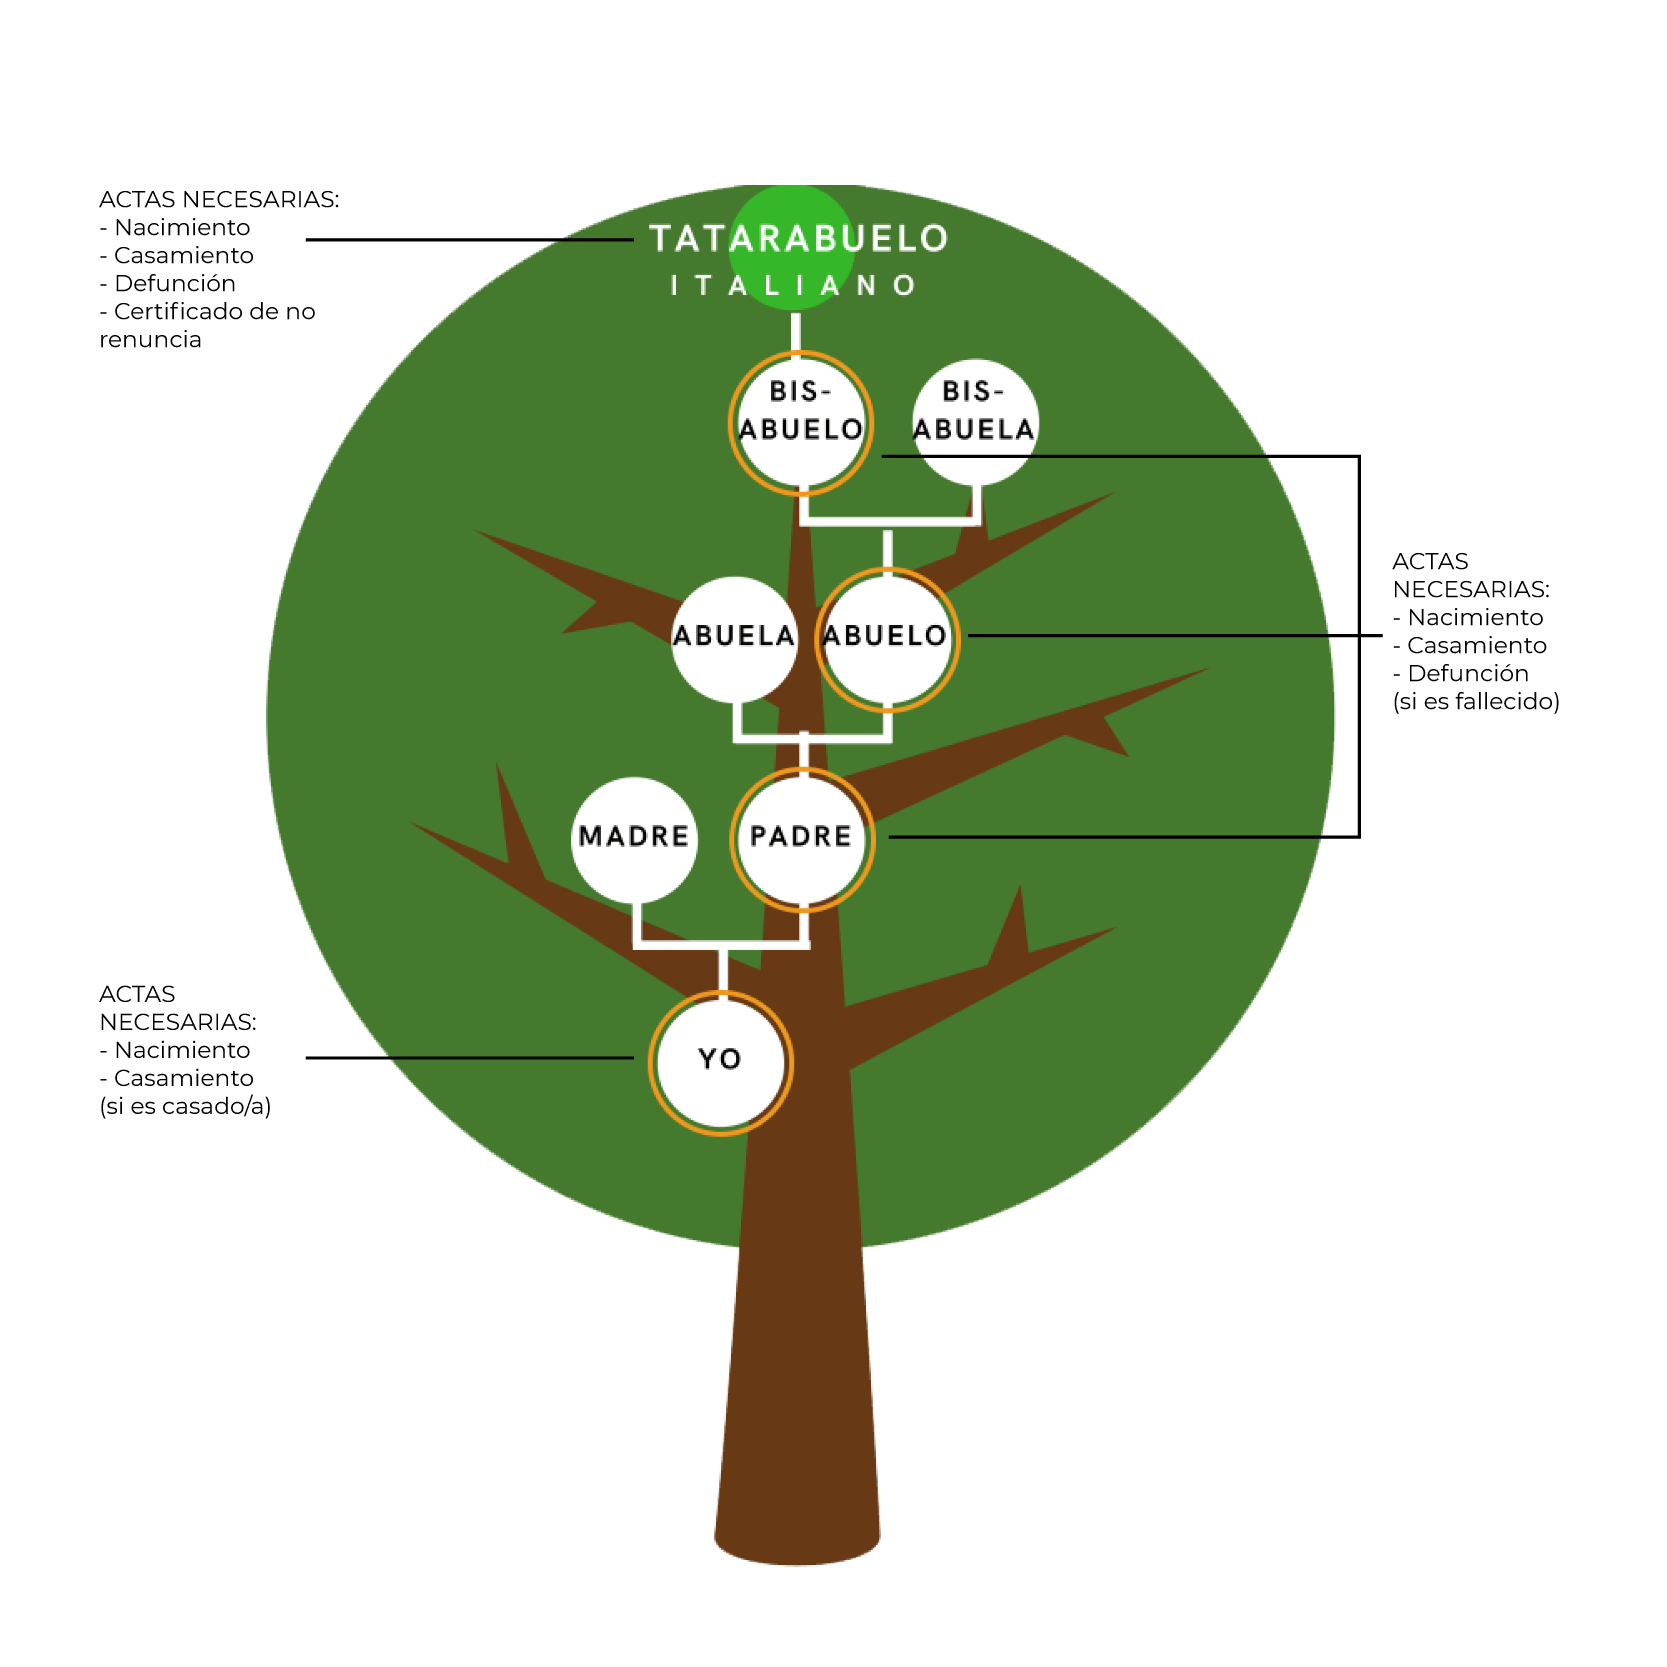 ACTAS NECESARIAS:
- Nacimiento
- Casamiento
- Defunción
- Certificado de no
renuncia
TATARABUELO
ITALIANO
BIS-
ABUELO
BIS-
ABUELA
ABUELA
ABUELO
ACTAS
NECESARIAS:
- Nacimiento
- Casamiento
- Defunción
(si es fallecido)
MADRE
PADRE
ACTAS
NECESARIAS:
- Nacimiento
- Casamiento
(si es casado/a)
YO